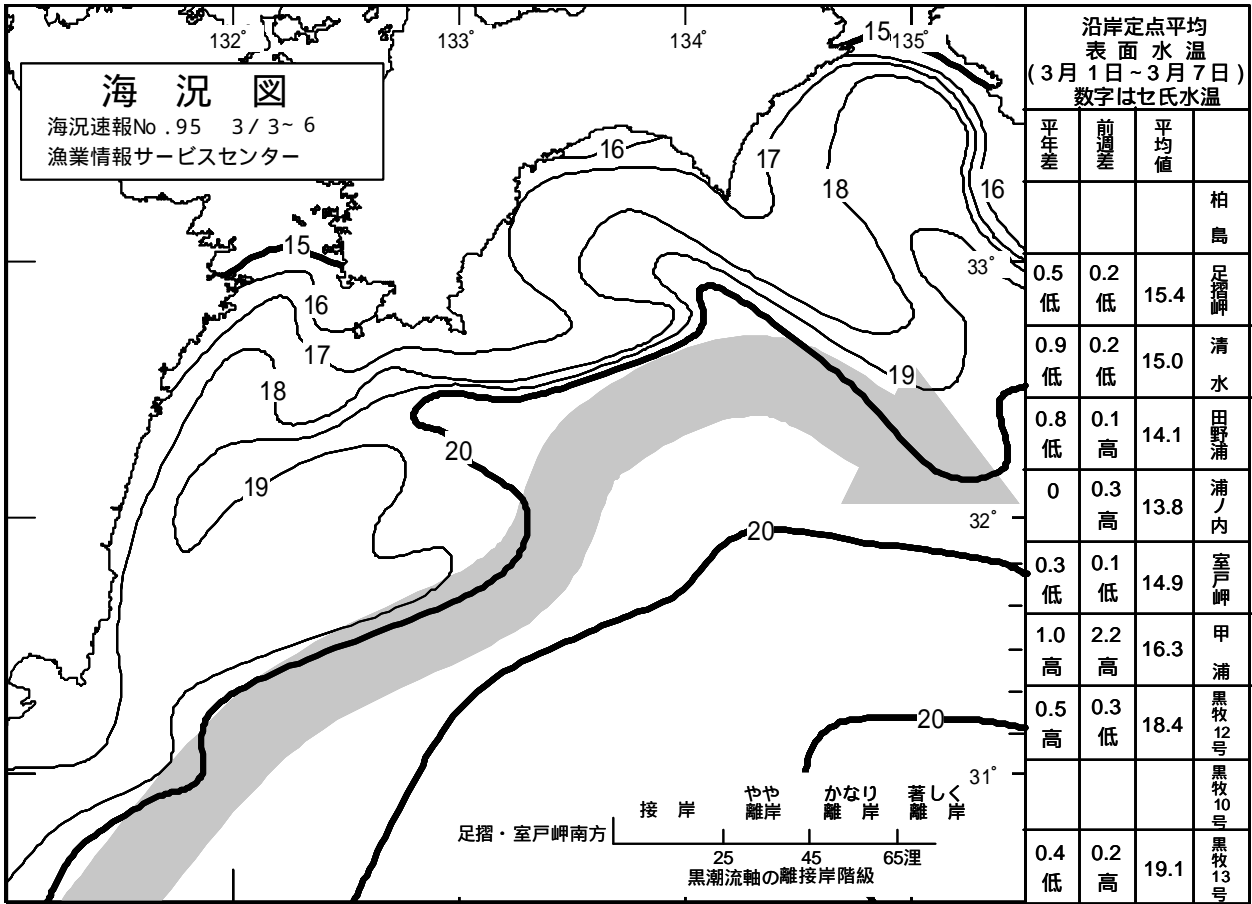 海況図
海況速報No.95 3/3~6
漁業情報サービスセンター
132°
133°
134°
135°
15
16
17
18
16
15
16
17
18
19
20
19
33°
32°
31°
20
20
接岸
やや離岸
かなり離岸
著しく離岸
足摺・室戸岬南方
25 45 65浬
黒潮流軸の離接岸階級
沿岸定点平均
表面水温
(3月1日~3月7日)
数字はセ氏水温
平年差 前週差 平均値
柏島
0.5低 0.2低 15.4 足摺岬
0.9低 0.2低 15.0 清水
0.8低 0.1高 14.1 田野浦
0 0.3高 13.8 浦ノ内
0.3低 0.1低 14.9 室戸岬
1.0高 2.2高 16.3 甲浦
0.5高 0.3低 18.4 黒牧12号
黒牧10号
0.4低 0.2高 19.1 黒牧13号